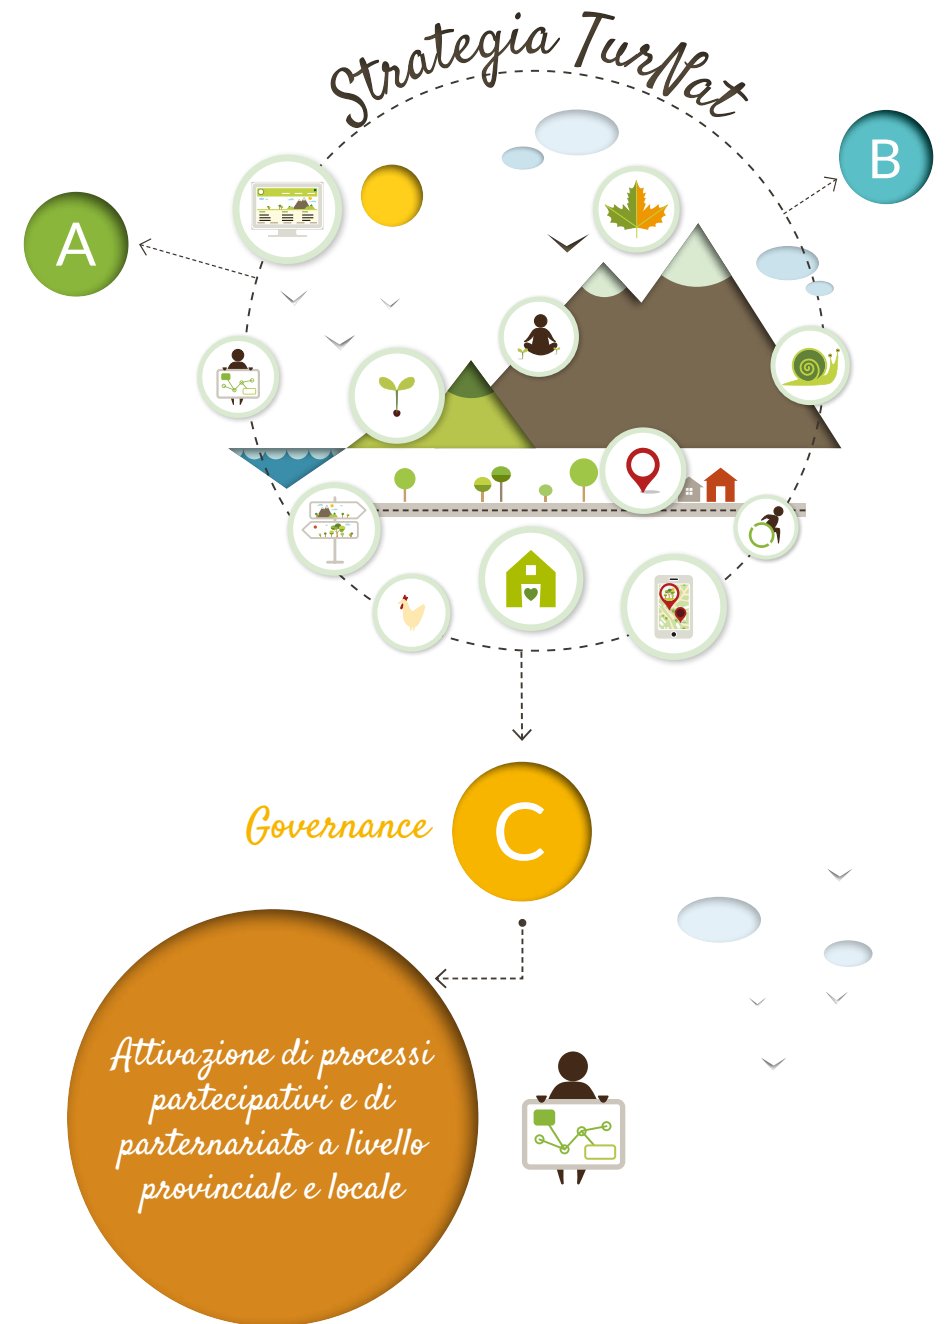 Strategia TurNat
A
B
Governance
C
Attivazione di processi
partecipativi e di
parternariato a livello
provinciale e locale